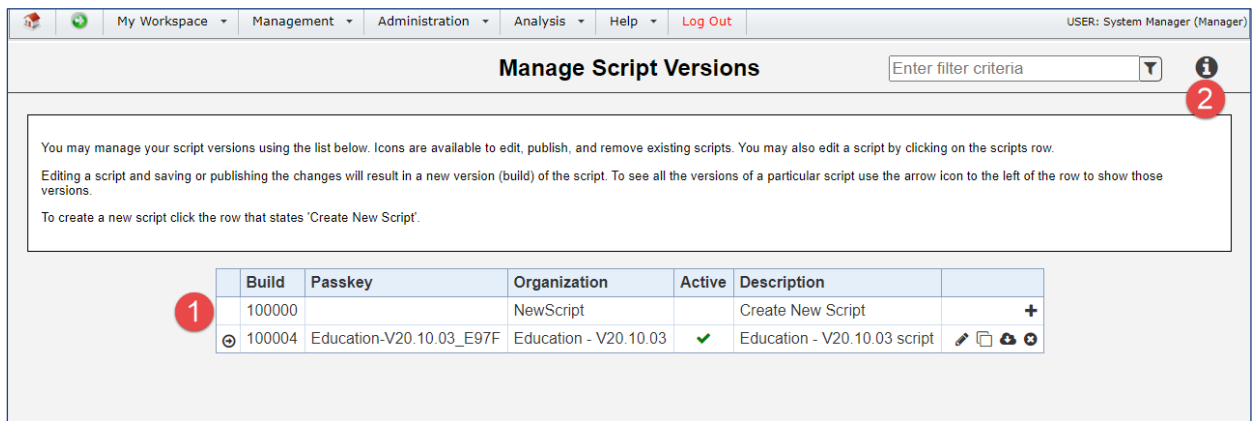 My Workspace Management Administration Analysis Help Log Out USER: System Manager (Manager)
Manage Script Versions Enter filter criteria
2
You may manage your script versions using the list below. Icons are available to edit, publish, and remove existing scripts. You may also edit a script by clicking on the scripts row.
Editing a script and saving or publishing the changes will result in a new version (build) of the script. To see all the versions of a particular script use the arrow icon to the left of the row to show those
versions.
To create a new script click the row that states 'Create New Script'.
Build Passkey Organization Active Description
1
100000 NewScript Create New Script
100004 Education-V20.10.03_E97F Education - V20.10.03 Education - V20.10.03 script